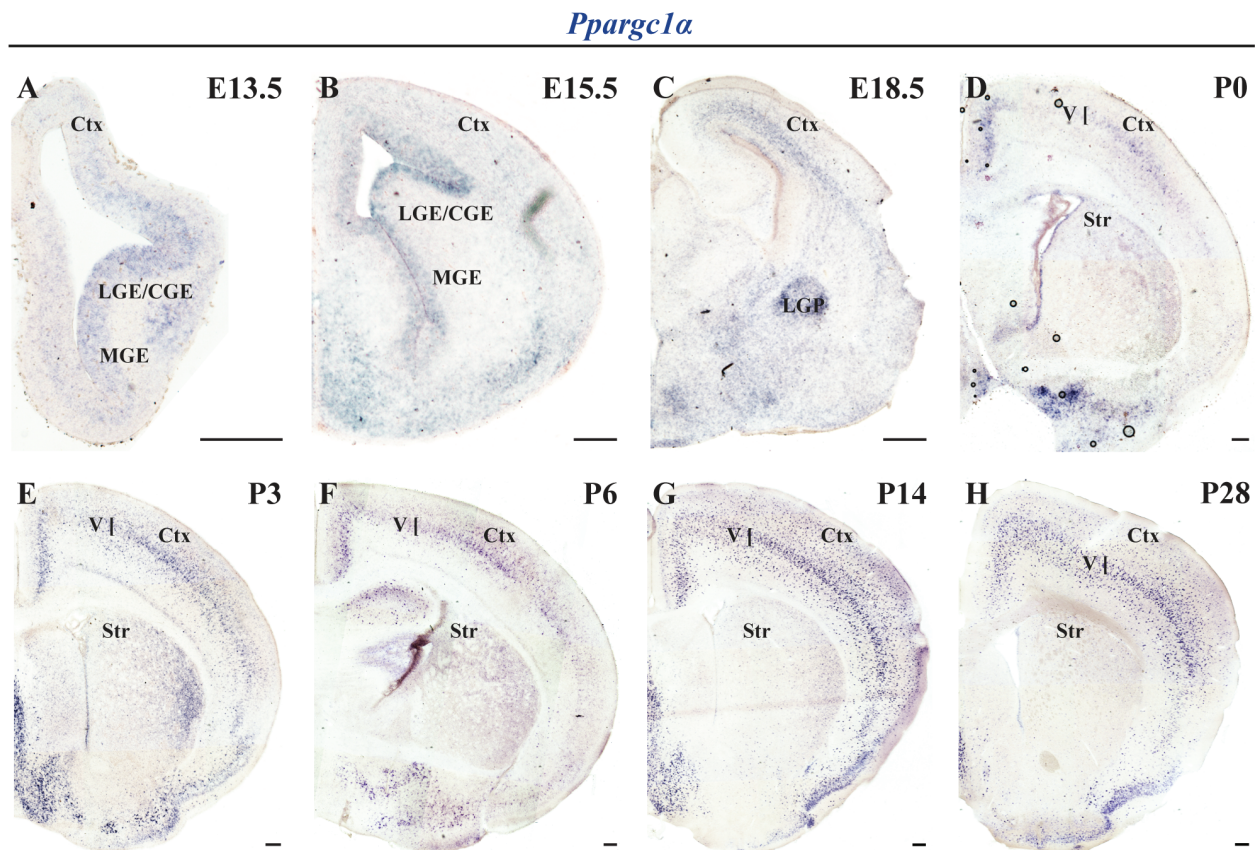 Ppargc1α
A E13.5
Ctx
LGE/CGE
MGE
B E15.5
Ctx
LGE/CGE
MGE
C E18.5
Ctx
LGP
D P0
V [ Ctx
Str
E P3
V [ Ctx
Str
F P6
V [ Ctx
Str
G P14
V [ Ctx
Str
H P28
Ctx
V [
Str